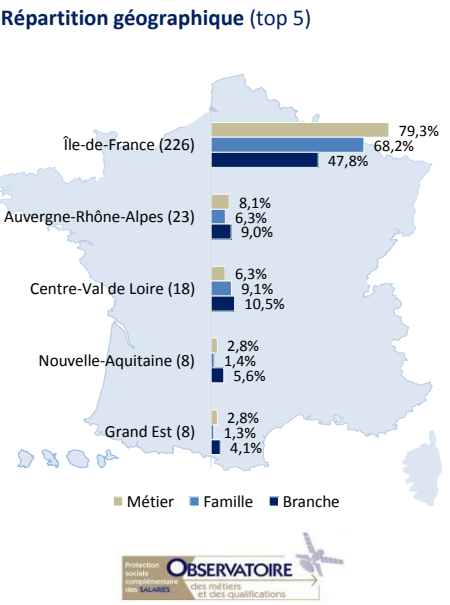 Répartition géographique (top 5)
Île-de-France (226)
79,3%
68,2%
47,8%
Auvergne-Rhône-Alpes (23)
8,1%
6,3%
9,0%
Centre-Val de Loire (18)
6,3%
9,1%
10,5%
Nouvelle-Aquitaine (8)
2,8%
1,4%
5,6%
Grand Est (8)
2,8%
1,3%
4,1%
Métier Famille Branche
Protection
sociale
complémentaire
des SALARIÉS
OBSERVATOIRE
des métiers
et des qualifications